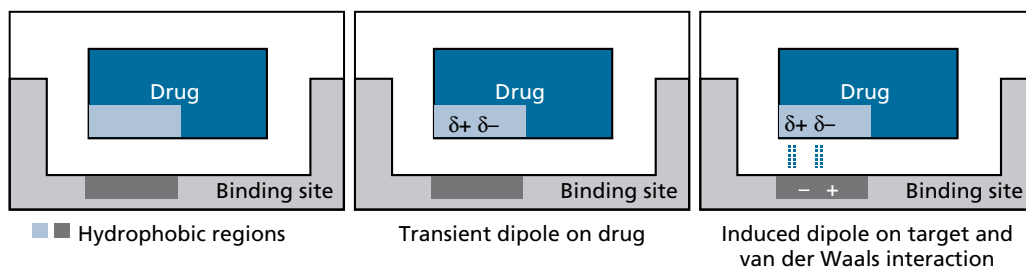 Drug
Binding site
Hydrophobic regions
Drug
δ+ δ–
Binding site
Transient dipole on drug
Drug
δ+ δ–
– +
Binding site
Induced dipole on target and
van der Waals interaction